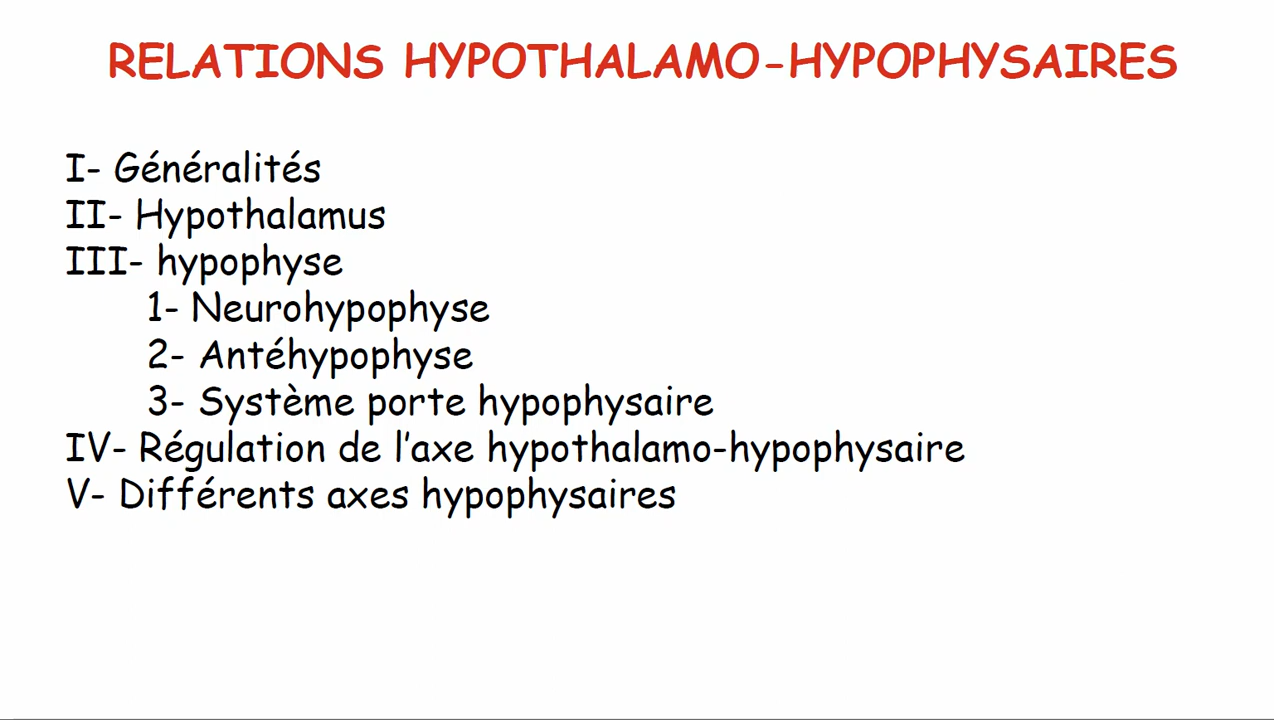 RELATIONS HYPOTHALAMO-HYPOPHYSAIRES
I- Généralités
II- Hypothalamus
III- hypophyse
1- Neurohypophyse
2- Antéhypophyse
3- Système porte hypophysaire
IV- Régulation de l'axe hypothalamo-hypophysaire
V- Différents axes hypophysaires